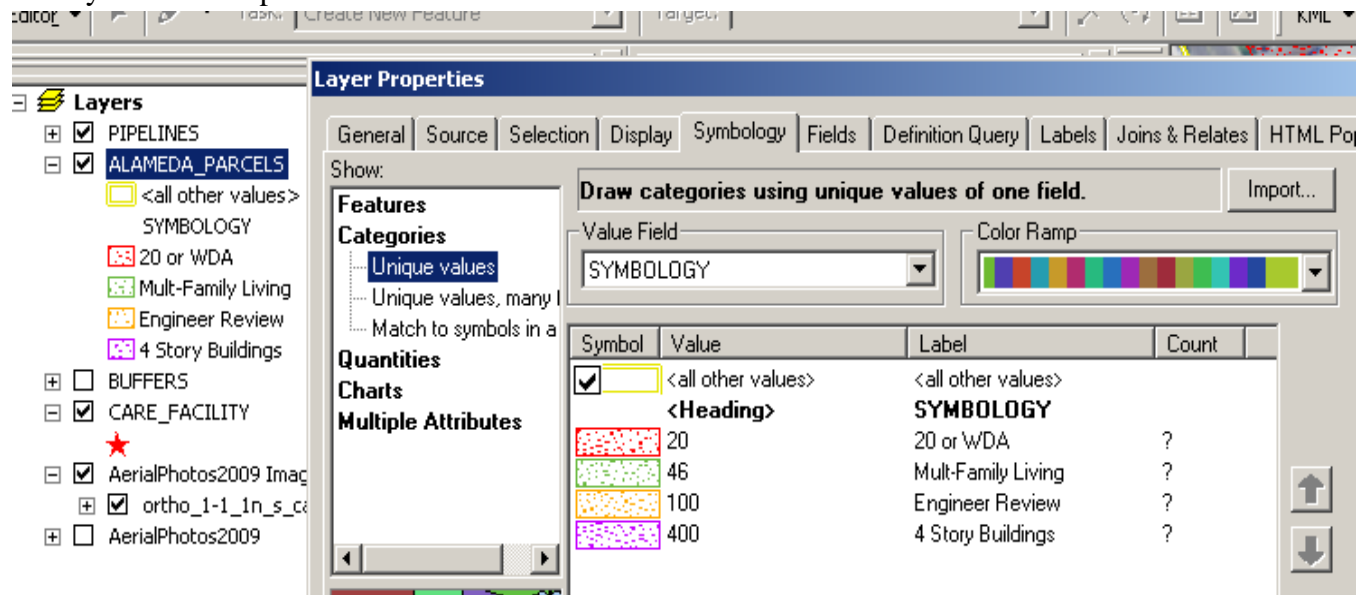 Editor Task: Create New Feature Target: KML
Layers
PIPELINES
ALAMEDA_PARCELS
<all other values>
SYMBOLOGY
20 or WDA
Mult-Family Living
Engineer Review
4 Story Buildings
BUFFERS
CARE_FACILITY
AerialPhotos2009 Imag
ortho_1-1_1n_s_ca
AerialPhotos2009
Layer Properties
General Source Selection Display Symbology Fields Definition Query Labels Joins & Relates HTML Pop
Show:
Features
Categories
Unique values
Unique values, many
Match to symbols in a
Quantities
Charts
Multiple Attributes
Draw categories using unique values of one field.
Import...
Value Field
SYMBOLOGY
Color Ramp
Symbol Value Label Count
<all other values> <all other values>
<Heading> SYMBOLOGY
20 20 or WDA ?
46 Mult-Family Living ?
100 Engineer Review ?
400 4 Story Buildings ?